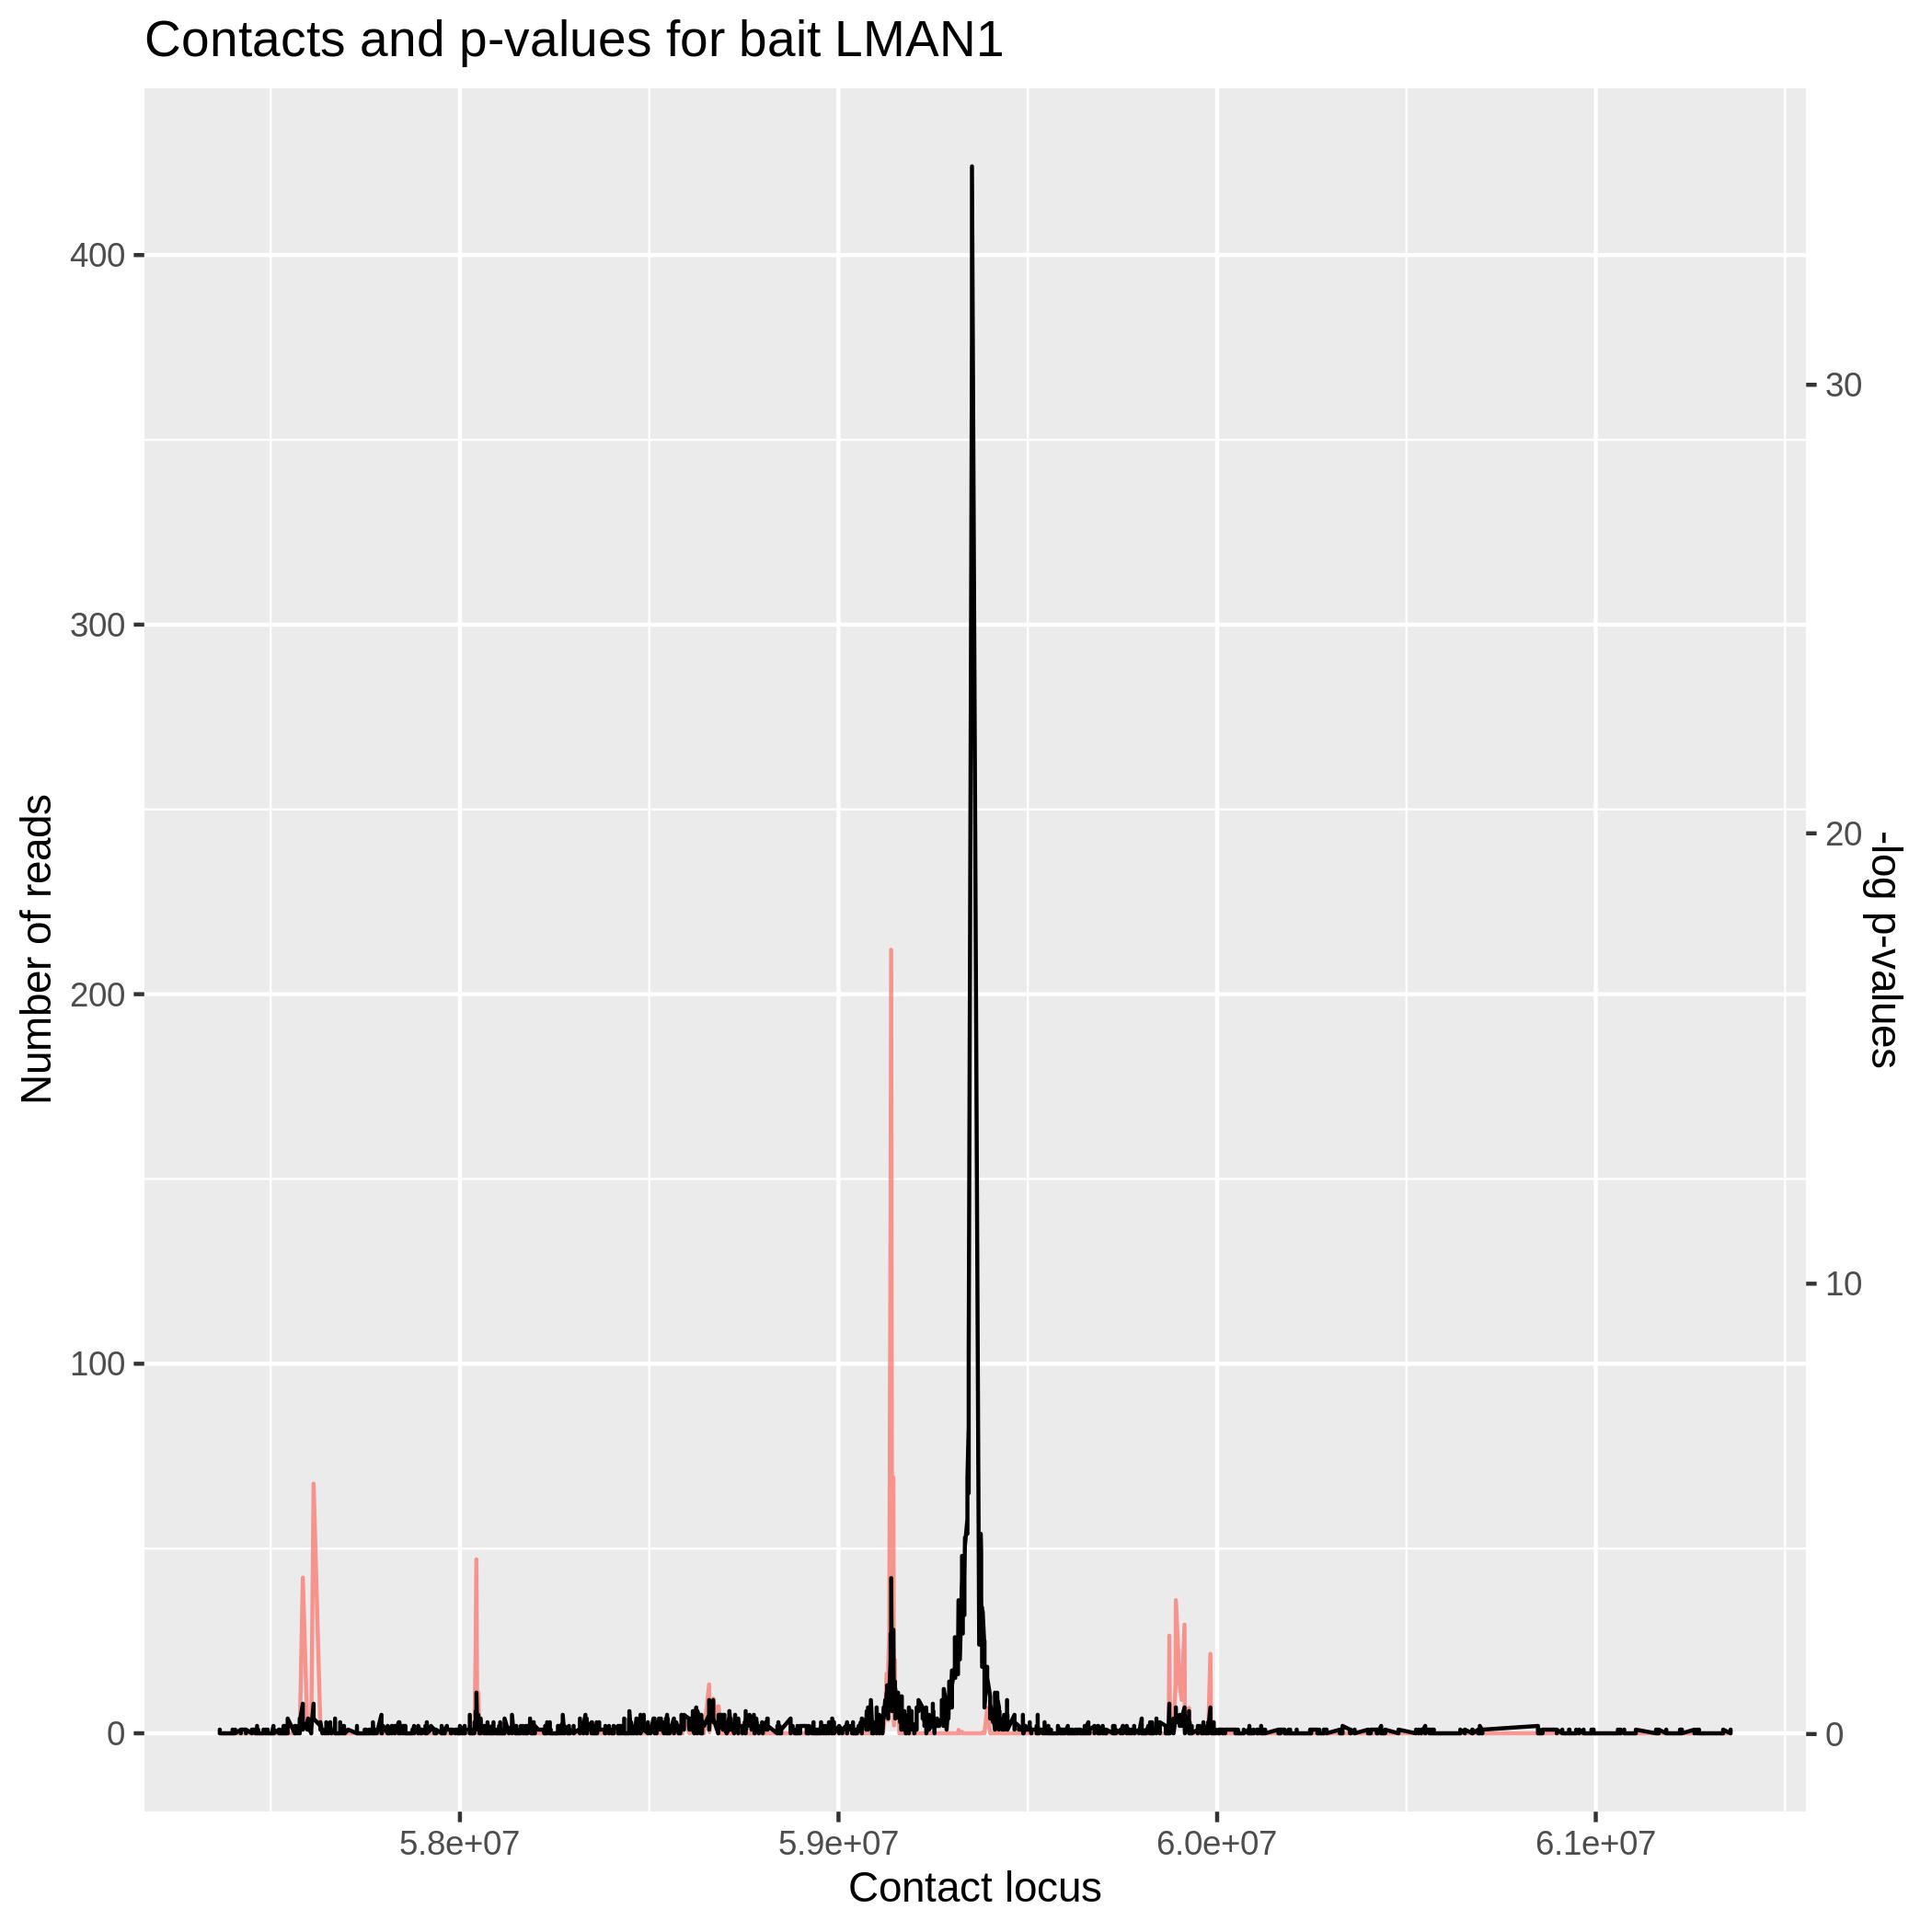 Contacts and p-values for bait LMAN1
400
300
200
100
0
Number of reads
30
20
10
0
-log p-values
5.8e+07 5.9e+07 6.0e+07 6.1e+07
Contact locus